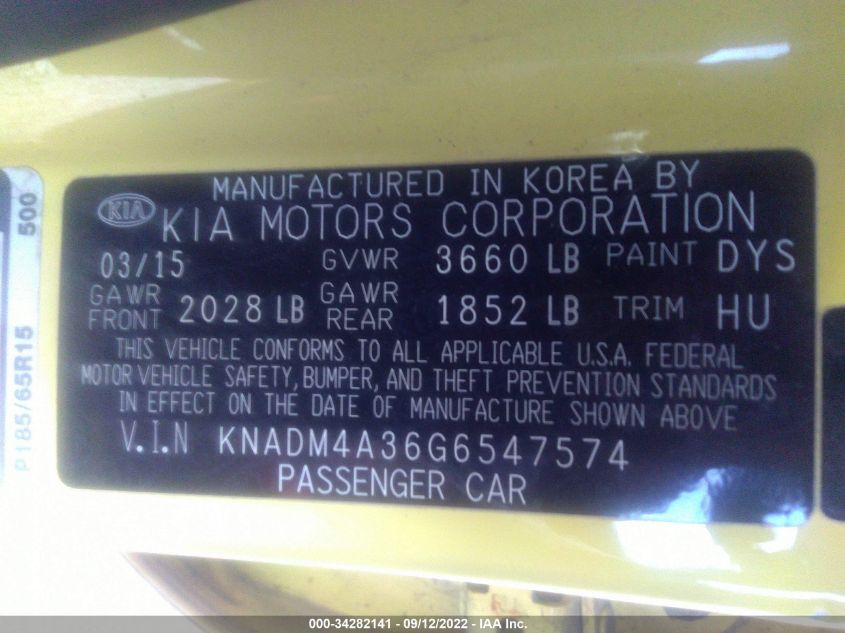 MANUFACTURED IN KOREA BY
KIA KIA MOTORS CORPORATION
03/15 GVWR 3660 LB PAINT DYS
GAWR FRONT 2028 LB GAWR REAR 1852 LB TRIM HU
THIS VEHICLE CONFORMS TO ALL APPLICABLE U.S.A. FEDERAL
MOTOR VEHICLE SAFETY, BUMPER, AND THEFT PREVENTION STANDARDS
IN EFFECT ON THE DATE OF MANUFACTURE SHOWN ABOVE
V.I.N KNADM4A36G6547574
PASSENGER CAR
P185/65R15 500
000-34282141 - 09/12/2022 - IAA Inc.